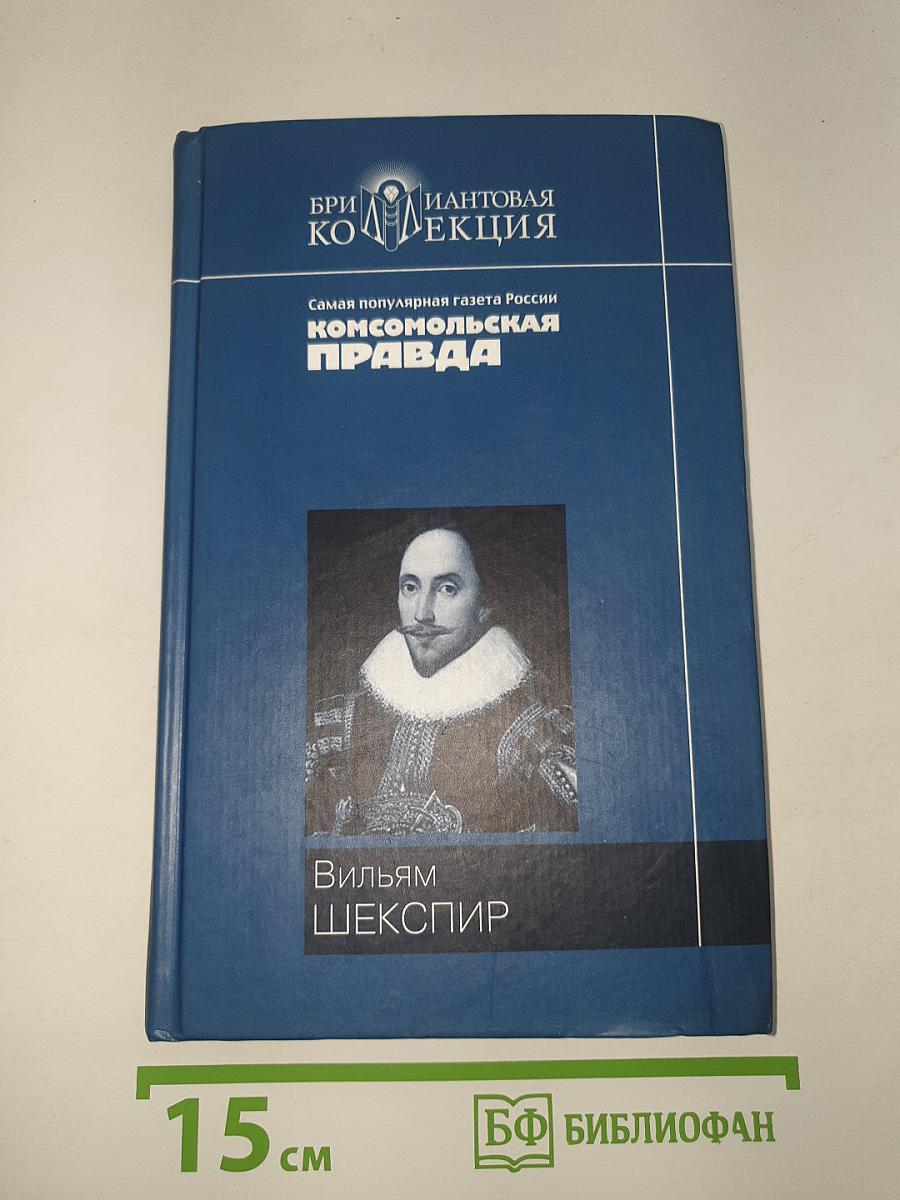 БРИЛЛИАНТОВАЯ
КОЛЛЕКЦИЯ
Самая популярная газета России
КОМСОМОЛЬСКАЯ
ПРАВДА
Вильям
ШЕКСПИР
15 см
БФ БИБЛИОФАН